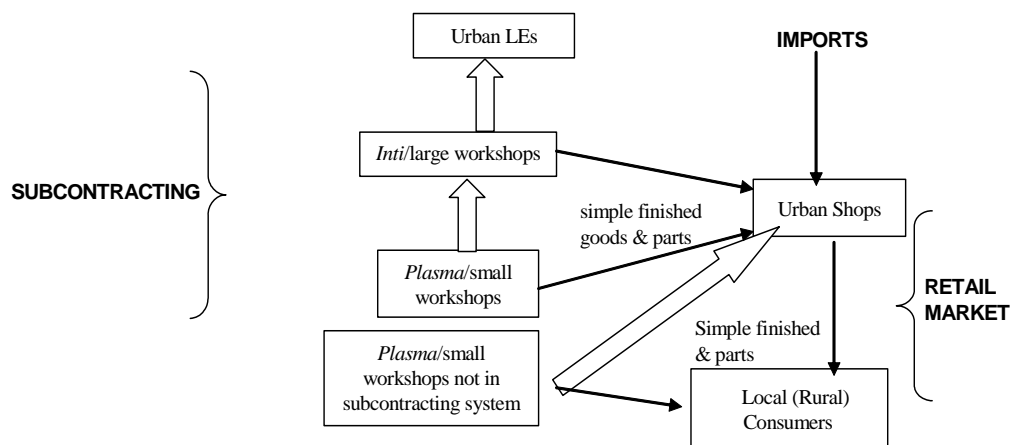 Urban LEs
IMPORTS
Inti/large workshops
SUBCONTRACTING
simple finished
goods & parts
Urban Shops
Plasma/small
workshops
RETAIL
MARKET
Simple finished
& parts
Plasma/small
workshops not in
subcontracting system
Local (Rural)
Consumers